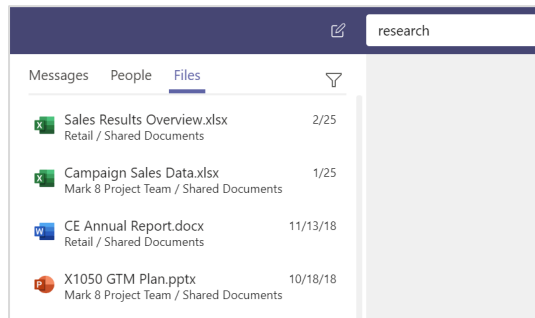 research
Messages People Files
Sales Results Overview.xlsx 2/25
Retail / Shared Documents
Campaign Sales Data.xlsx 1/25
Mark 8 Project Team / Shared Documents
CE Annual Report.docx 11/13/18
Retail / Shared Documents
X1050 GTM Plan.pptx 10/18/18
Mark 8 Project Team / Shared Documents